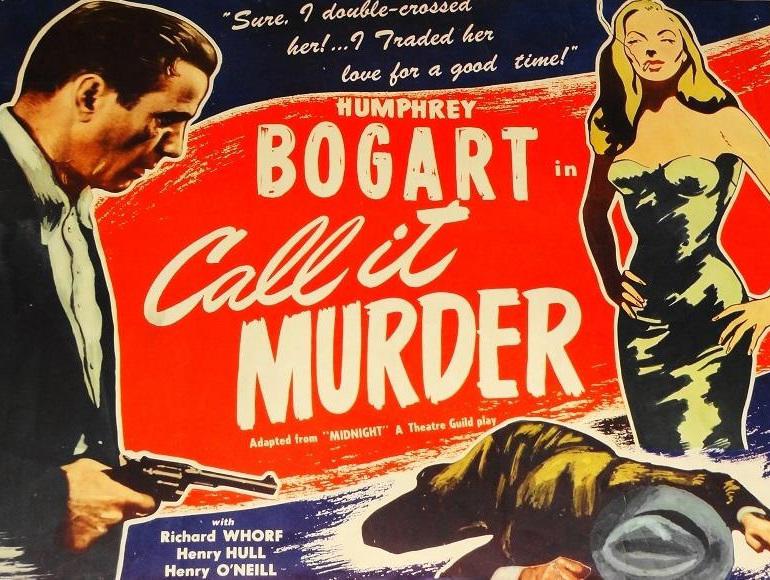 "Sure, I double-crossed
her!...I Traded her
love for a good time!"
HUMPHREY
BOGART in
Call it
MURDER
Adapted from "MIDNIGHT" A Theatre Guild play
with
Richard WHORF
Henry HULL
Henry O'NEILL